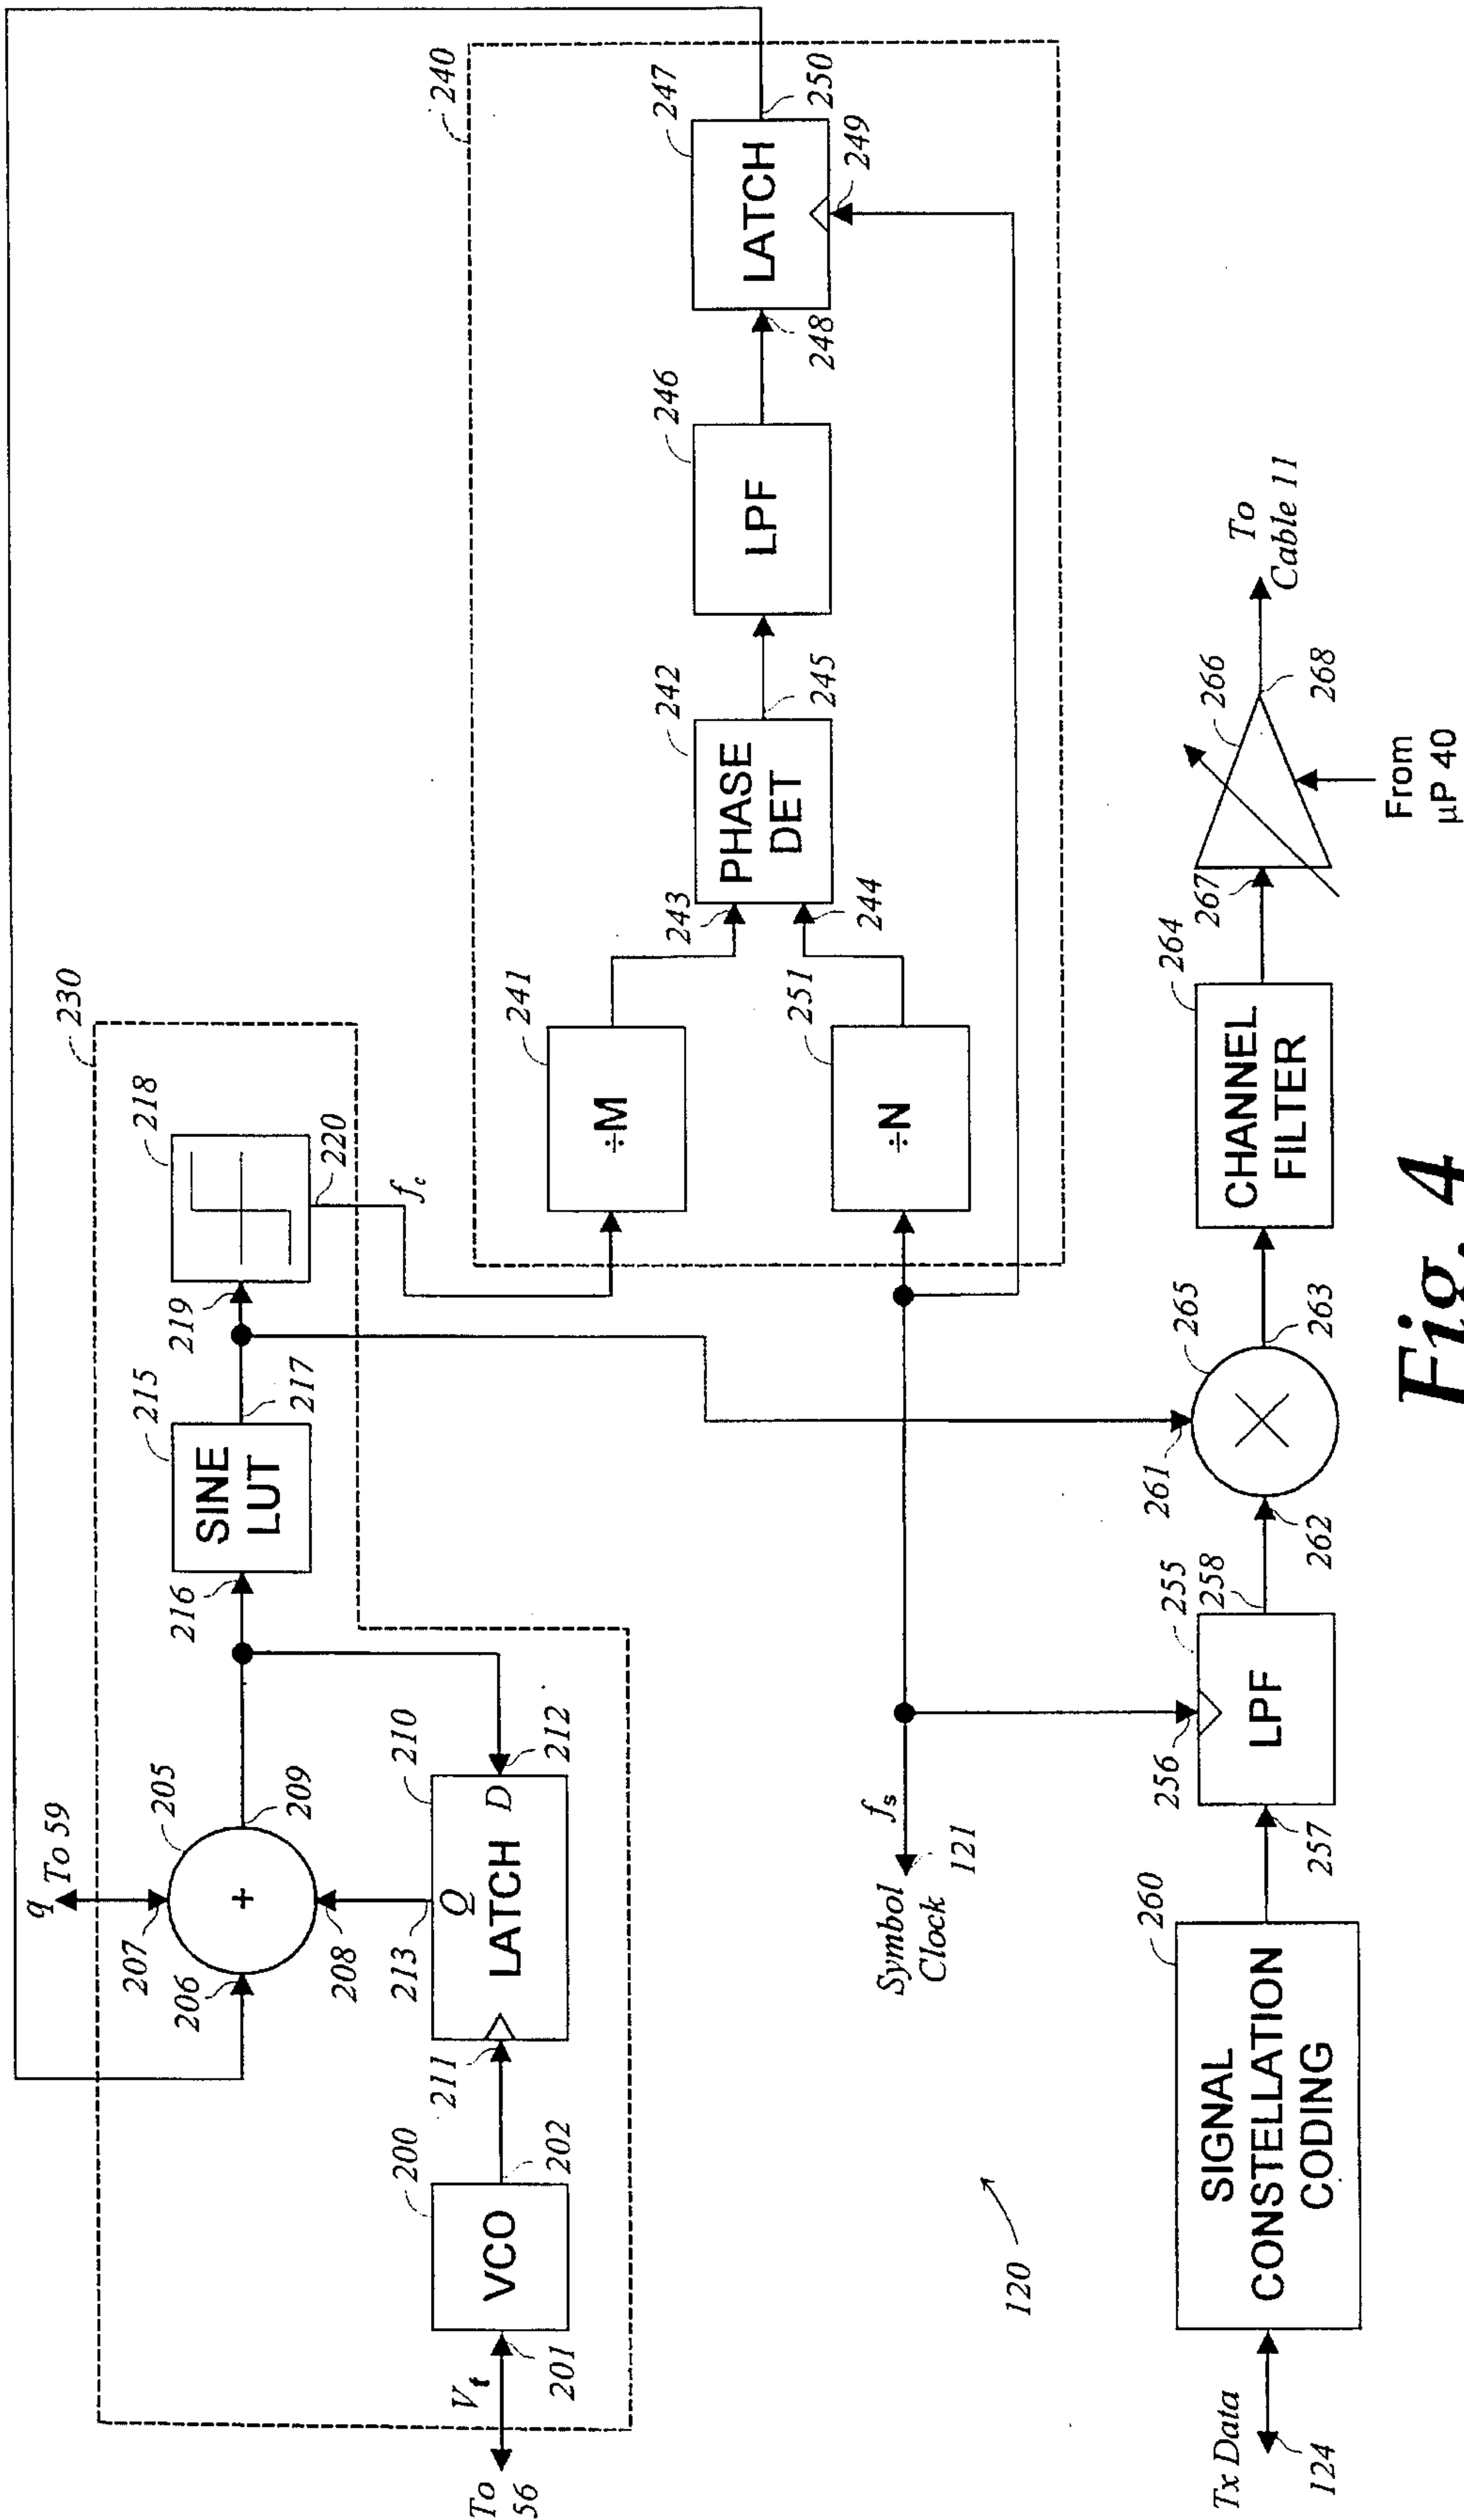 240
230
q
To 59
207
205
206
209
208
213
Q
LATCH
D
210
212
211
VCO
200
202
201
V
f
To
56
216
SINE
LUT
215
217
219
218
220
f
c
241
÷M
251
÷N
243
244
PHASE
DET
242
245
LPF
246
248
LATCH
247
249
250
f
s
Symbol
Clock
121
120
Tx Data
124
SIGNAL
CONSTELLATION
CODING
260
257
256
LPF
255
258
262
261
265
263
CHANNEL
FILTER
264
267
266
268
From
µP 40
To
Cable 11
Fig. 4